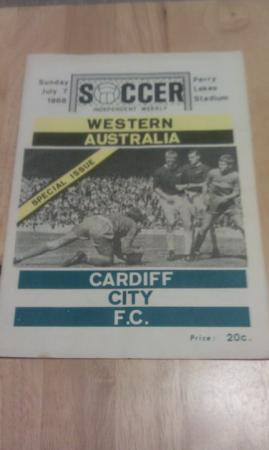 Sunday
July 7
1968
SOCCER
INDEPENDENT WEEKLY
Perry
Lakes
Stadium
WESTERN
AUSTRALIA
SPECIAL ISSUE
CARDIFF
CITY
F.C.
Price: 20c.